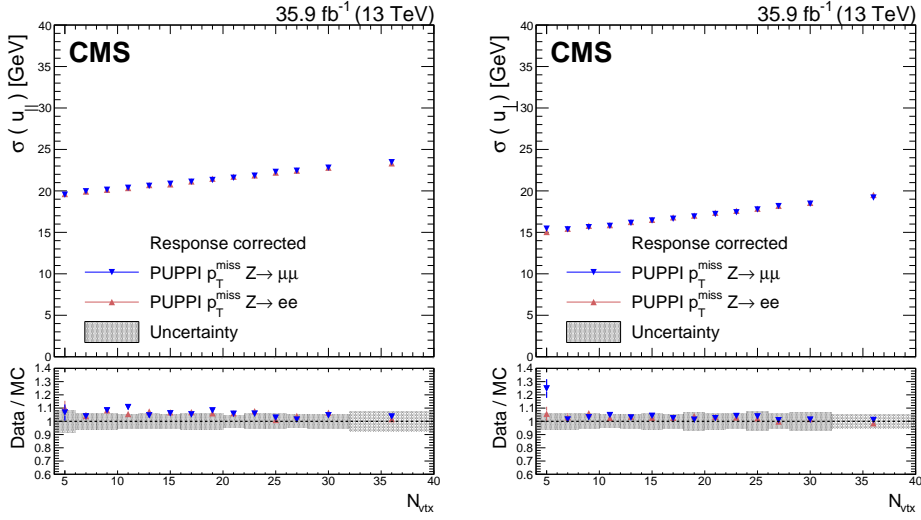 35.9 fb⁻¹ (13 TeV)
CMS
σ ( u_∥ ) [GeV]
40
35
30
25
20
15
10
5
0
Response corrected
PUPPI p_T^miss Z→ μμ
PUPPI p_T^miss Z→ ee
Uncertainty
Data / MC
1.4
1.3
1.2
1.1
1
0.9
0.8
0.7
0.6
5 10 15 20 25 30 35 40
N_vtx
35.9 fb⁻¹ (13 TeV)
CMS
σ ( u_⊥ ) [GeV]
40
35
30
25
20
15
10
5
0
Response corrected
PUPPI p_T^miss Z→ μμ
PUPPI p_T^miss Z→ ee
Uncertainty
Data / MC
1.4
1.3
1.2
1.1
1
0.9
0.8
0.7
0.6
5 10 15 20 25 30 35 40
N_vtx